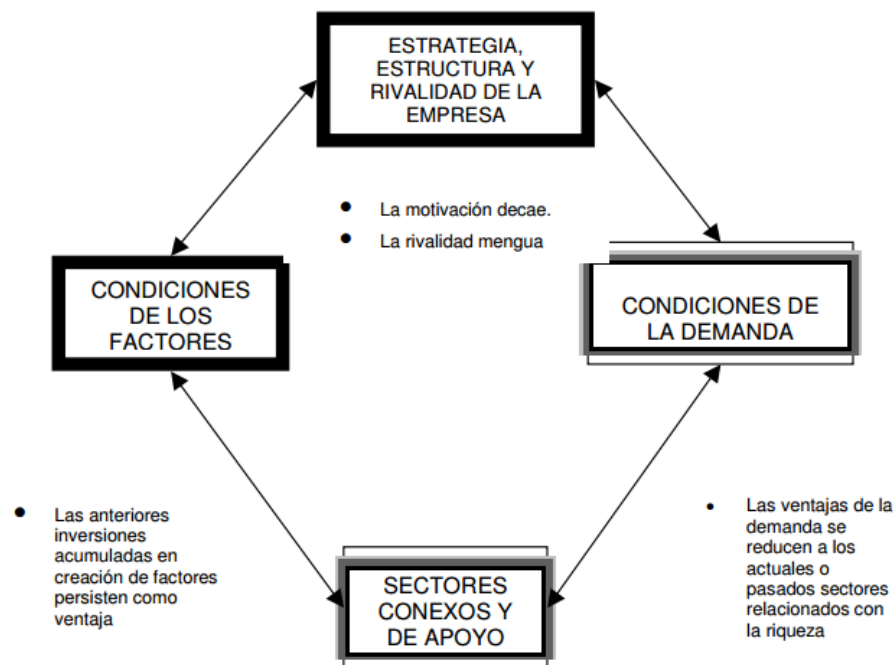 ESTRATEGIA,
ESTRUCTURA Y
RIVALIDAD DE LA
EMPRESA
• La motivación decae.
• La rivalidad mengua
CONDICIONES
DE LOS
FACTORES
CONDICIONES DE
LA DEMANDA
• Las anteriores
inversiones
acumuladas en
creación de factores
persisten como
ventaja
SECTORES
CONEXOS Y
DE APOYO
• Las ventajas de la
demanda se
reducen a los
actuales o
pasados sectores
relacionados con
la riqueza